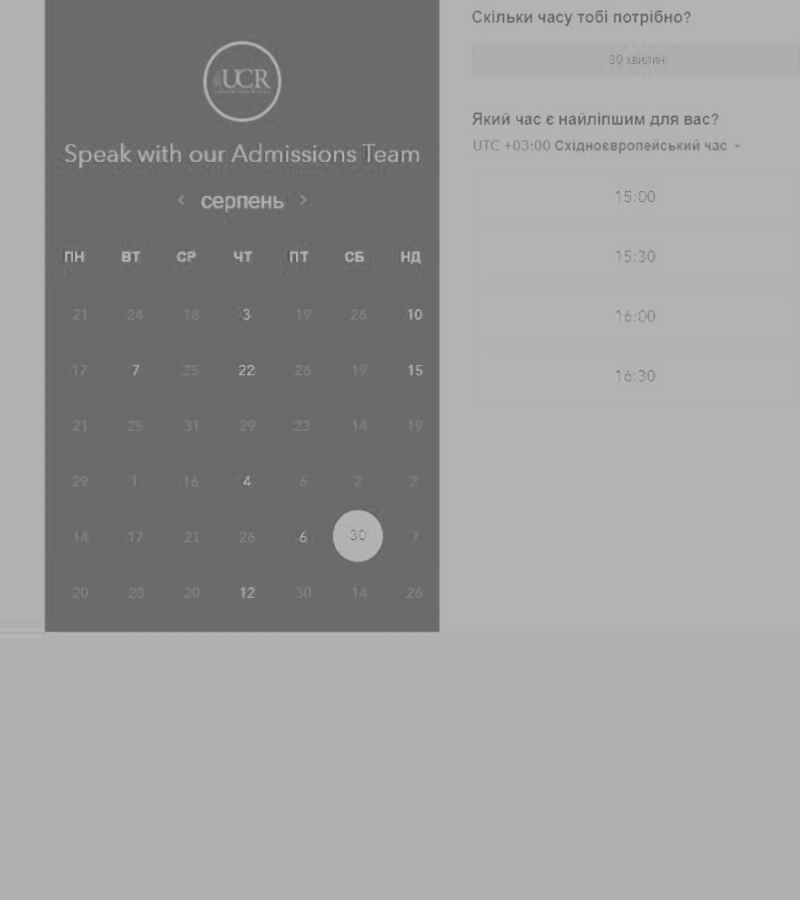 UCR
Speak with our Admissions Team
‹ серпень ›
ПН ВТ СР ЧТ ПТ СБ НД
21 24 18 3 19 26 10
17 7 25 22 26 19 15
21 25 31 29 23 14 19
29 1 16 4 6 2 2
14 17 21 26 6 30 7
20 28 20 12 30 14 26
Скільки часу тобі потрібно?
30 хвилин
Який час є найліпшим для вас?
UTC +03:00 Східноєвропейський час
15:00
15:30
16:00
16:30